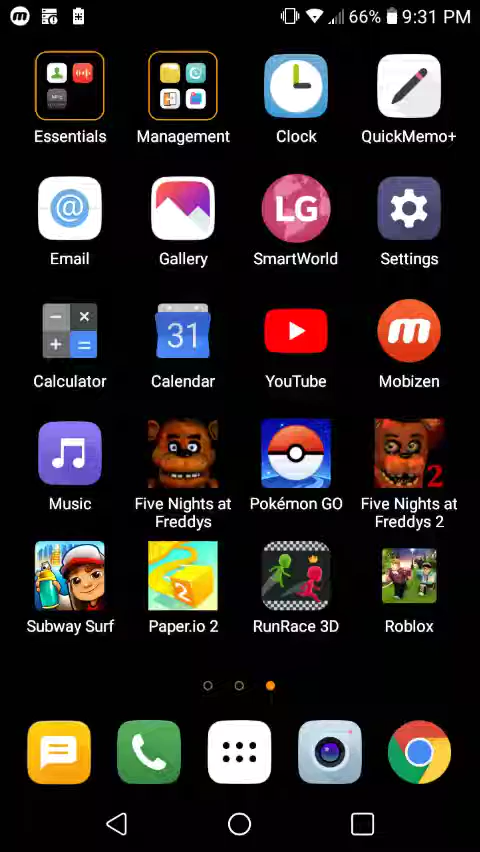 66% 9:31 PM
Essentials Management Clock QuickMemo+
@ LG
Email Gallery SmartWorld Settings
31
Calculator Calendar YouTube Mobizen
2
Music Five Nights at Freddys Pokémon GO Five Nights at Freddys 2
2
Subway Surf Paper.io 2 RunRace 3D Roblox